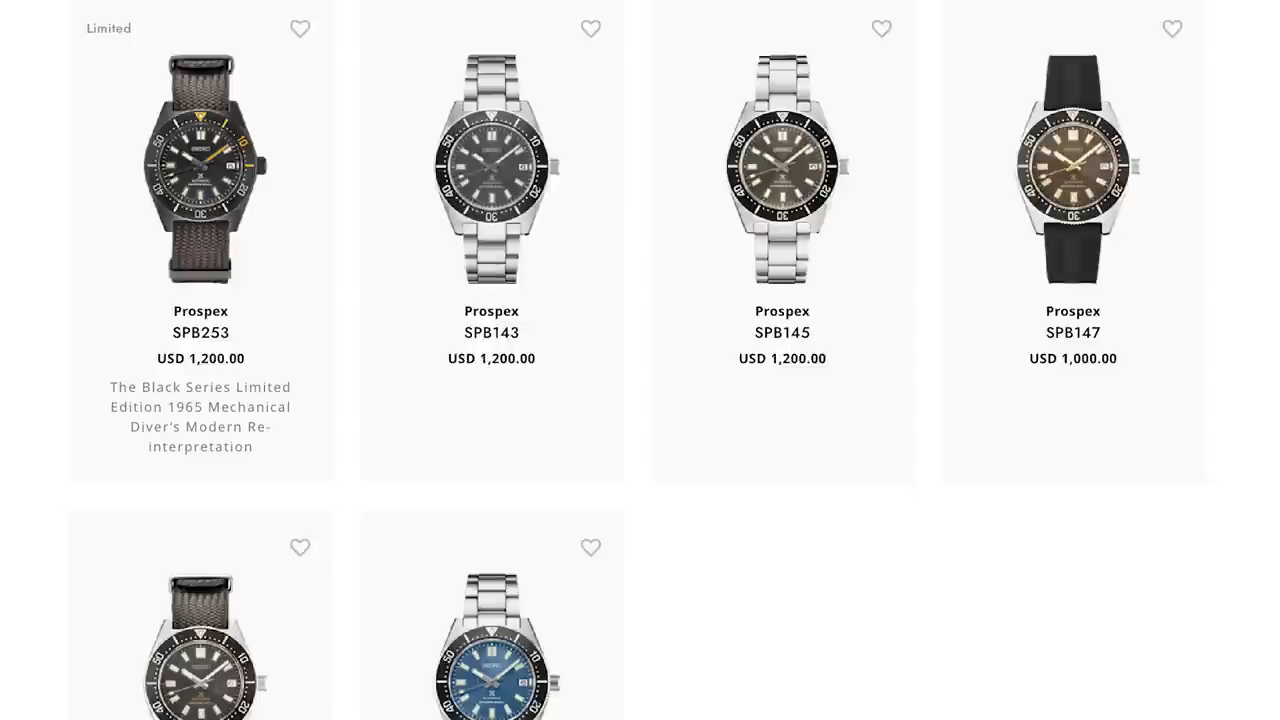 Limited
Prospex
SPB253
USD 1,200.00
The Black Series Limited
Edition 1965 Mechanical
Diver's Modern Re-
interpretation
Prospex
SPB143
USD 1,200.00
Prospex
SPB145
USD 1,200.00
Prospex
SPB147
USD 1,000.00